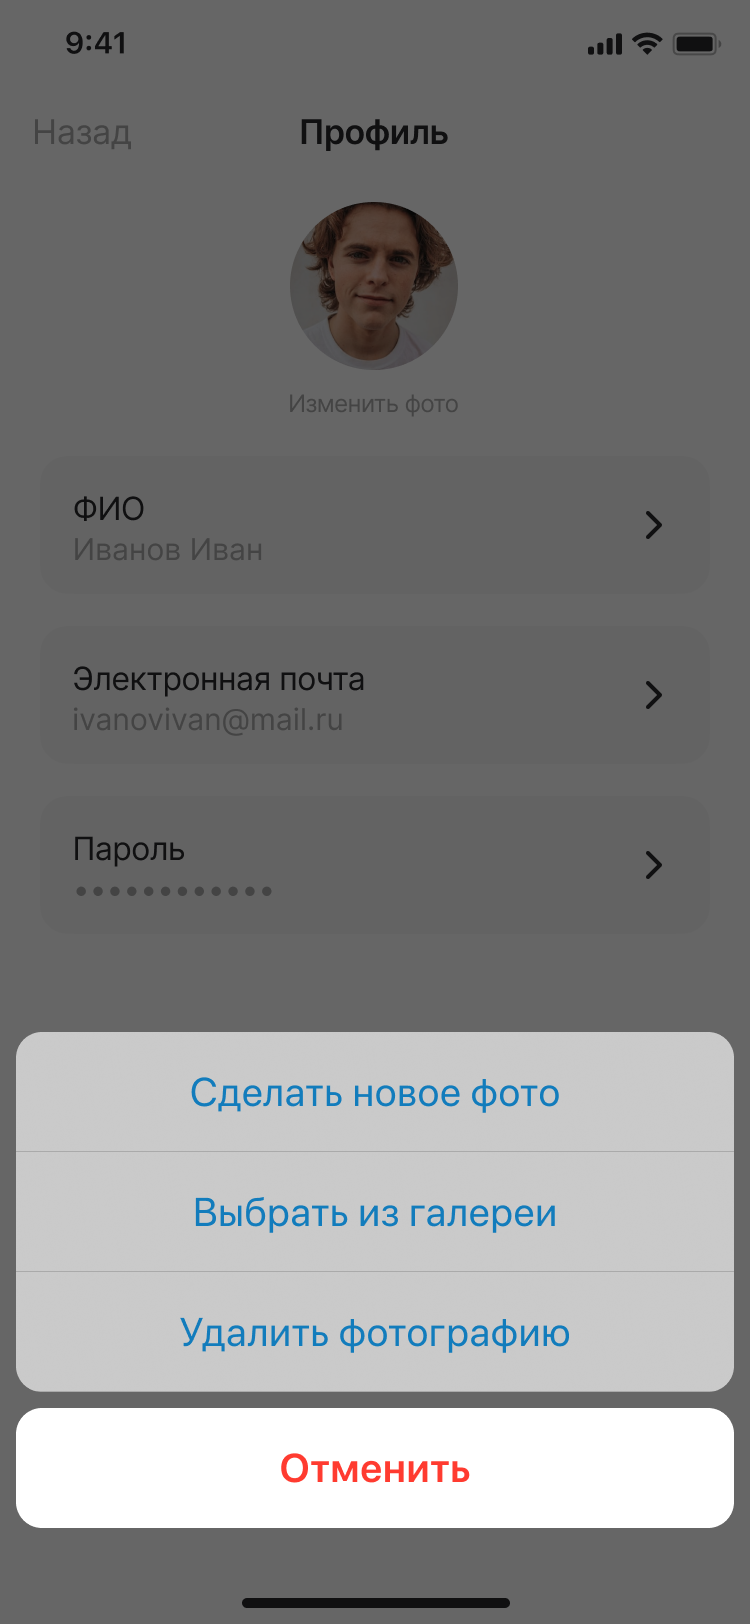 9:41
Назад
Профиль
Изменить фото
ФИО
Иванов Иван
Электронная почта
ivanovivan@mail.ru
Пароль
••••••••••••
Сделать новое фото
Выбрать из галереи
Удалить фотографию
Отменить